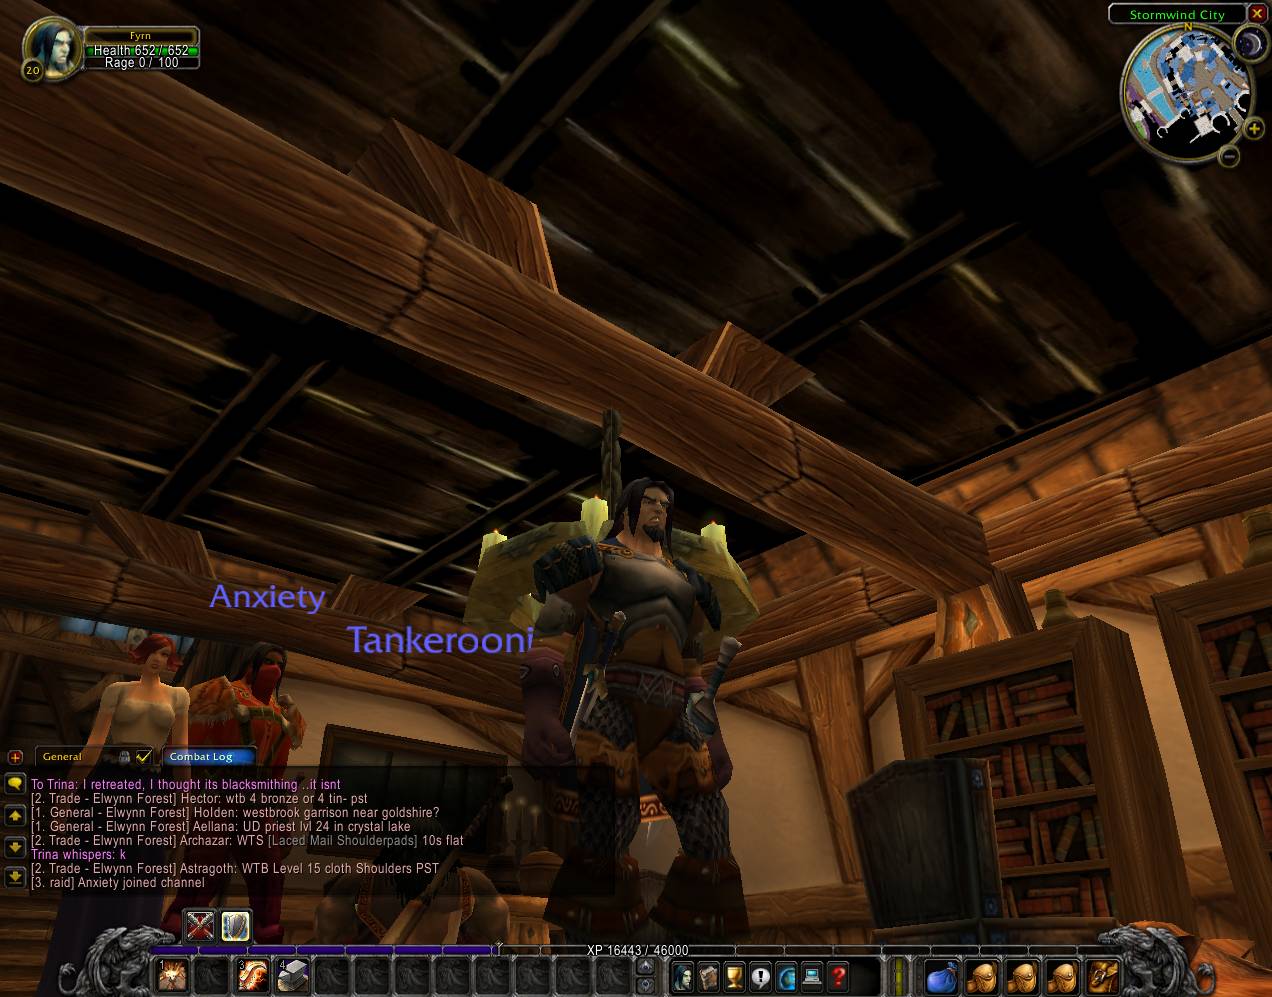 Fyrn
Health 652 / 652
Rage 0 / 100
20
Stormwind City
N
Anxiety
Tankerooni
General
Combat Log
To Trina: I retreated, I thought its blacksmithing ..it isnt
[2. Trade - Elwynn Forest] Hector: wtb 4 bronze or 4 tin- pst
[1. General - Elwynn Forest] Holden: westbrook garrison near goldshire?
[1. General - Elwynn Forest] Aellana: UD priest lvl 24 in crystal lake
[2. Trade - Elwynn Forest] Archazar: WTS [Laced Mail Shoulderpads] 10s flat
Trina whispers: k
[2. Trade - Elwynn Forest] Astragoth: WTB Level 15 cloth Shoulders PST
[3. raid] Anxiety joined channel
XP 16443 / 46000
1
3
4